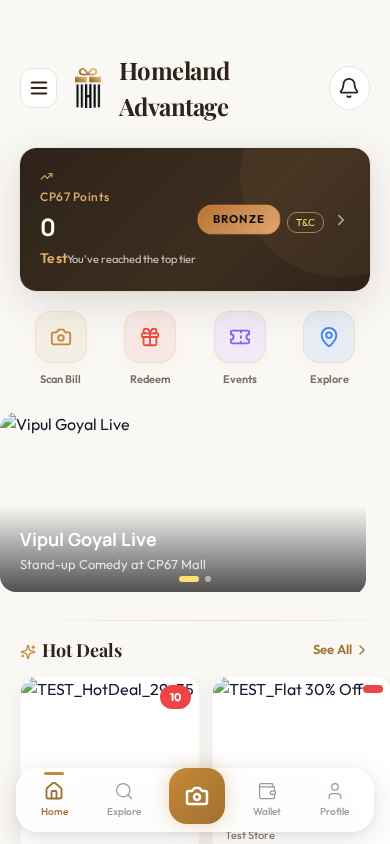 Homeland
Advantage
CP67 Points
0
BRONZE
T&C
Test
You've reached the top tier
Scan Bill
Redeem
Events
Explore
Vipul Goyal Live
Vipul Goyal Live
Stand-up Comedy at CP67 Mall
Hot Deals
See All
TEST_HotDeal_29
10
TEST_Flat 30% Off
Test Store
Home
Explore
Wallet
Profile